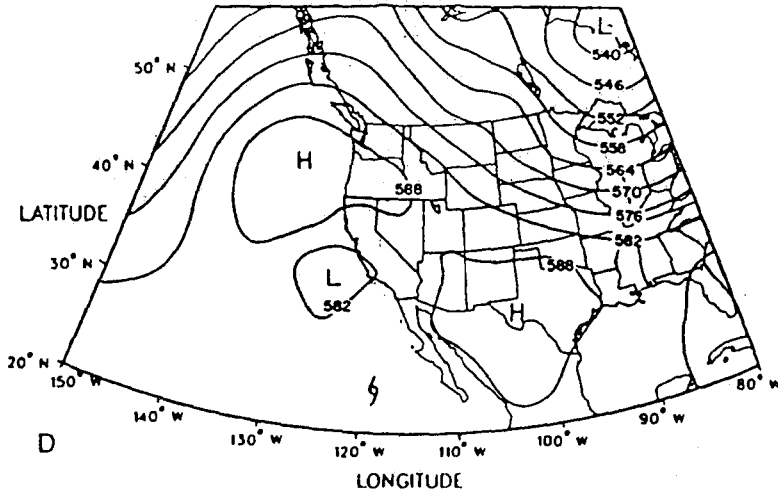 L
540
50° N
546
552
558
40° N
H
564
588
570
576
LATITUDE
582
588
30° N
L
582
H
20° N
150° W
80° W
140° W
90° W
130° W
120° W
110° W
100° W
D
LONGITUDE